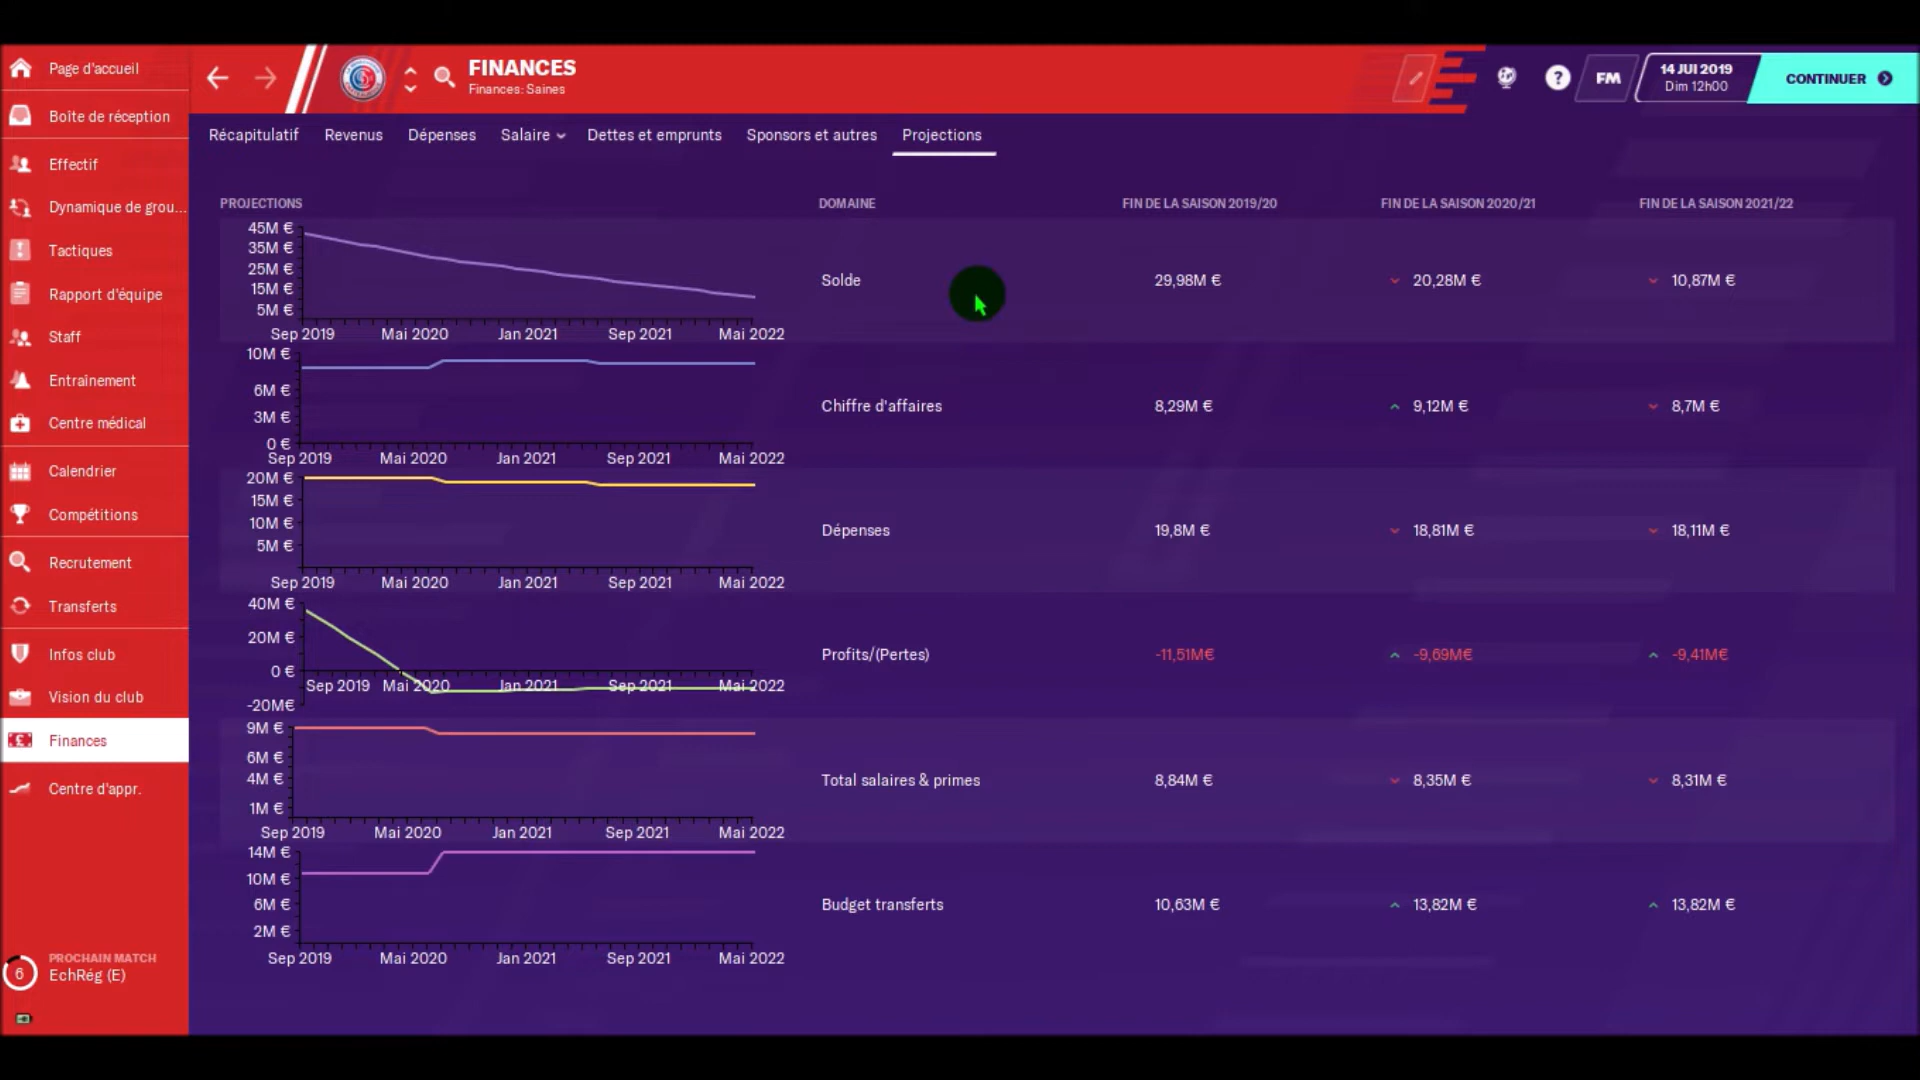 Page d'accueil
Boîte de réception
Effectif
Dynamique de grou...
Tactiques
Rapport d'équipe
Staff
Entraînement
Centre médical
Calendrier
Compétitions
Recrutement
Transferts
Infos club
Vision du club
Finances
Centre d'appr.
6
PROCHAIN MATCH
EchRég (E)
FINANCES
Finances: Saines
?
FM
14 JUI 2019
Dim 12h00
CONTINUER
Récapitulatif Revenus Dépenses Salaire Dettes et emprunts Sponsors et autres Projections
PROJECTIONS DOMAINE FIN DE LA SAISON 2019/20 FIN DE LA SAISON 2020/21 FIN DE LA SAISON 2021/22
45M €
35M €
25M €
15M €
5M €
Sep 2019 Mai 2020 Jan 2021 Sep 2021 Mai 2022
Solde 29,98M € 20,28M € 10,87M €
10M €
6M €
3M €
0 €
Sep 2019 Mai 2020 Jan 2021 Sep 2021 Mai 2022
Chiffre d'affaires 8,29M € 9,12M € 8,7M €
20M €
15M €
10M €
5M €
Sep 2019 Mai 2020 Jan 2021 Sep 2021 Mai 2022
Dépenses 19,8M € 18,81M € 18,11M €
40M €
20M €
0 €
-20M€
Sep 2019 Mai 2020 Jan 2021 Sep 2021 Mai 2022
Profits/(Pertes) -11,51M€ -9,69M€ -9,41M€
9M €
6M €
4M €
1M €
Sep 2019 Mai 2020 Jan 2021 Sep 2021 Mai 2022
Total salaires & primes 8,84M € 8,35M € 8,31M €
14M €
10M €
6M €
2M €
Sep 2019 Mai 2020 Jan 2021 Sep 2021 Mai 2022
Budget transferts 10,63M € 13,82M € 13,82M €